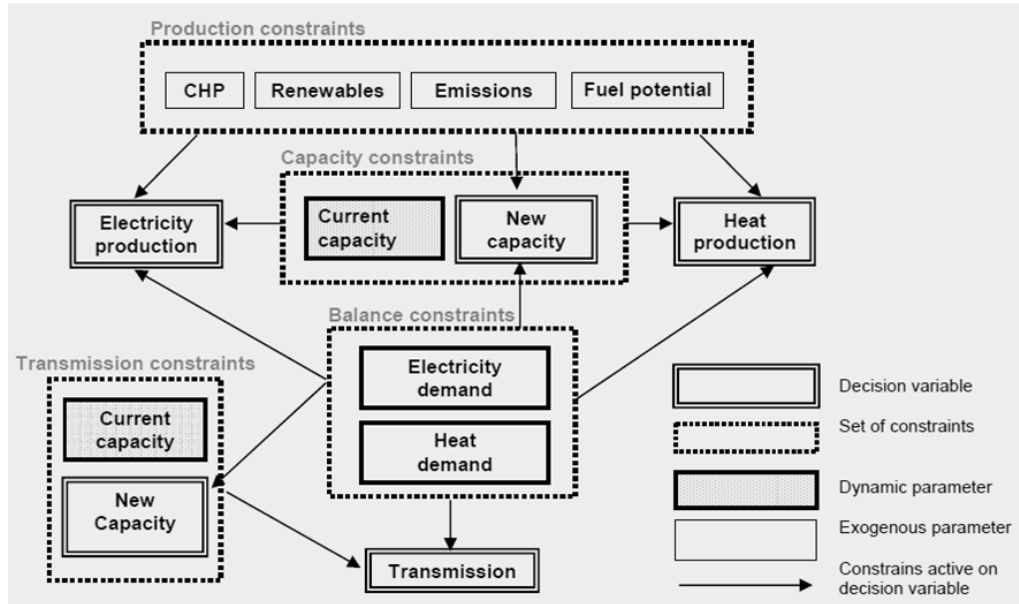 Production constraints
CHP
Renewables
Emissions
Fuel potential
Capacity constraints
Electricity
production
Current
capacity
New
capacity
Heat
production
Balance constraints
Transmission constraints
Electricity
demand
Current
capacity
Heat
demand
New
Capacity
Transmission
Decision variable
Set of constraints
Dynamic parameter
Exogenous parameter
Constrains active on
decision variable